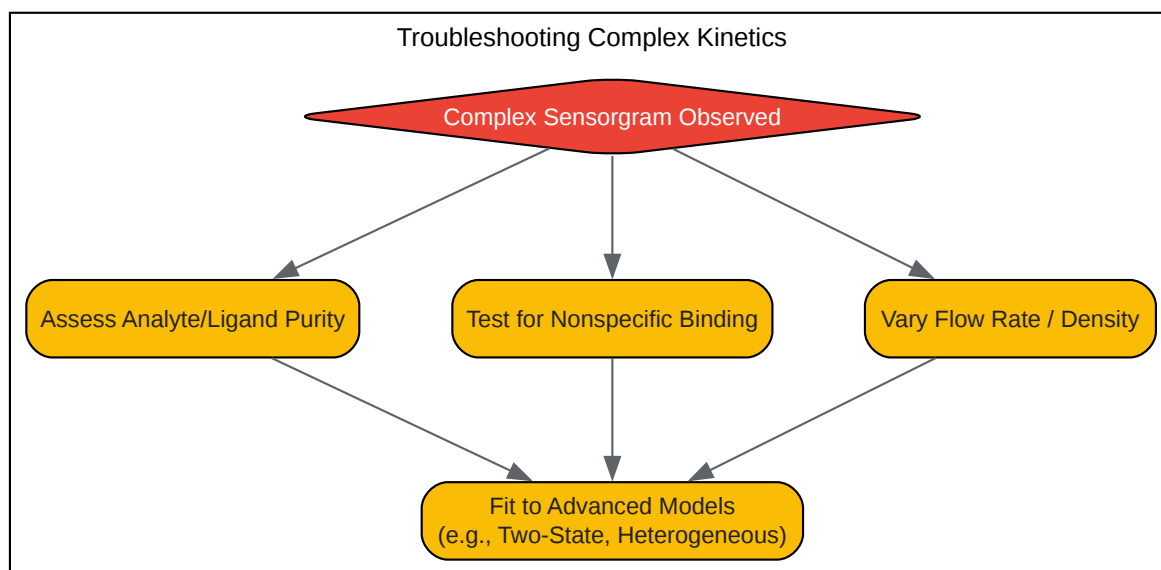 Troubleshooting Complex Kinetics
Complex Sensorgram Observed
Assess Analyte/Ligand Purity
Test for Nonspecific Binding
Vary Flow Rate / Density
Fit to Advanced Models
(e.g., Two-State, Heterogeneous)